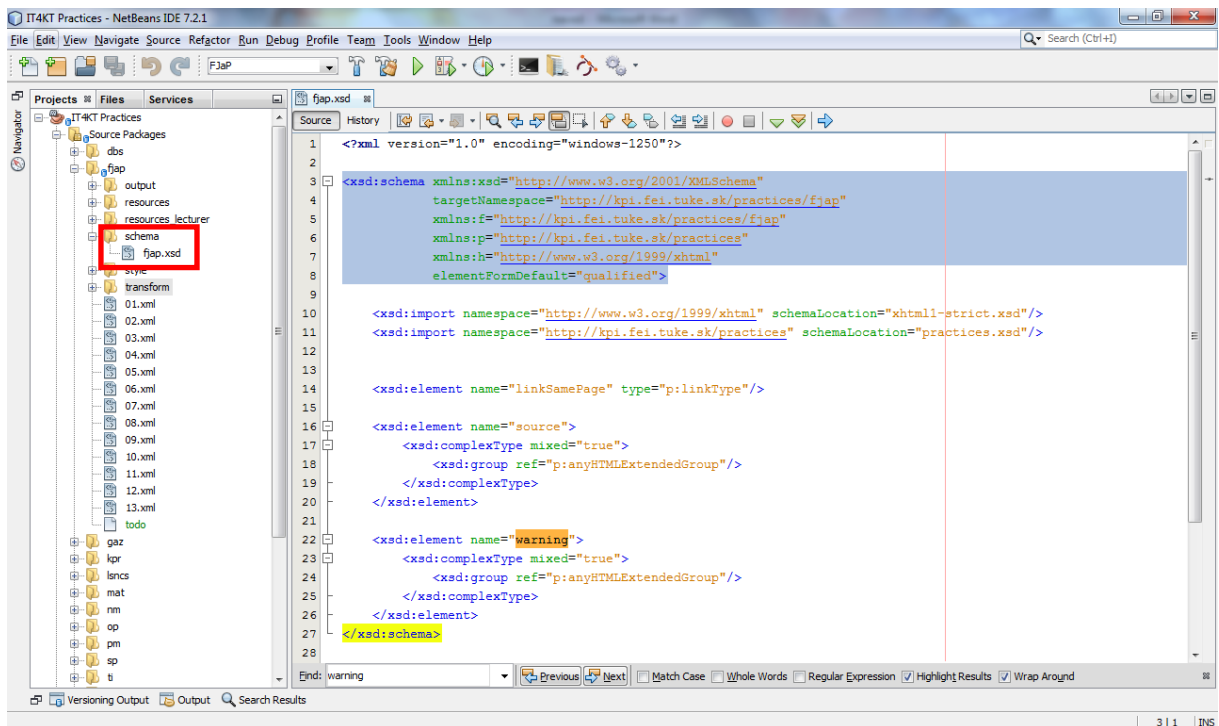 IT4KT Practices - NetBeans IDE 7.2.1
File Edit View Navigate Source Refactor Run Debug Profile Team Tools Window Help
Search (Ctrl+I)
FJaP
Projects Files Services
Navigator
IT4KT Practices
Source Packages
dbs
fjap
output
resources
resources_lecturer
schema
fjap.xsd
style
transform
01.xml
02.xml
03.xml
04.xml
05.xml
06.xml
07.xml
08.xml
09.xml
10.xml
11.xml
12.xml
13.xml
todo
gaz
kpr
lsncs
mat
nm
op
pm
sp
ti
fjap.xsd
Source History
1 <?xml version="1.0" encoding="windows-1250"?>
2
3 <xsd:schema xmlns:xsd="http://www.w3.org/2001/XMLSchema"
4 targetNamespace="http://kpi.fei.tuke.sk/practices/fjap"
5 xmlns:f="http://kpi.fei.tuke.sk/practices/fjap"
6 xmlns:p="http://kpi.fei.tuke.sk/practices"
7 xmlns:h="http://www.w3.org/1999/xhtml"
8 elementFormDefault="qualified">
9
10 <xsd:import namespace="http://www.w3.org/1999/xhtml" schemaLocation="xhtml1-strict.xsd"/>
11 <xsd:import namespace="http://kpi.fei.tuke.sk/practices" schemaLocation="practices.xsd"/>
12
13
14 <xsd:element name="linkSamePage" type="p:linkType"/>
15
16 <xsd:element name="source">
17 <xsd:complexType mixed="true">
18 <xsd:group ref="p:anyHTMLExtendedGroup"/>
19 </xsd:complexType>
20 </xsd:element>
21
22 <xsd:element name="warning">
23 <xsd:complexType mixed="true">
24 <xsd:group ref="p:anyHTMLExtendedGroup"/>
25 </xsd:complexType>
26 </xsd:element>
27 </xsd:schema>
28
Find: warning Previous Next Match Case Whole Words Regular Expression Highlight Results Wrap Around
Versioning Output Output Search Results
3 | 1 INS